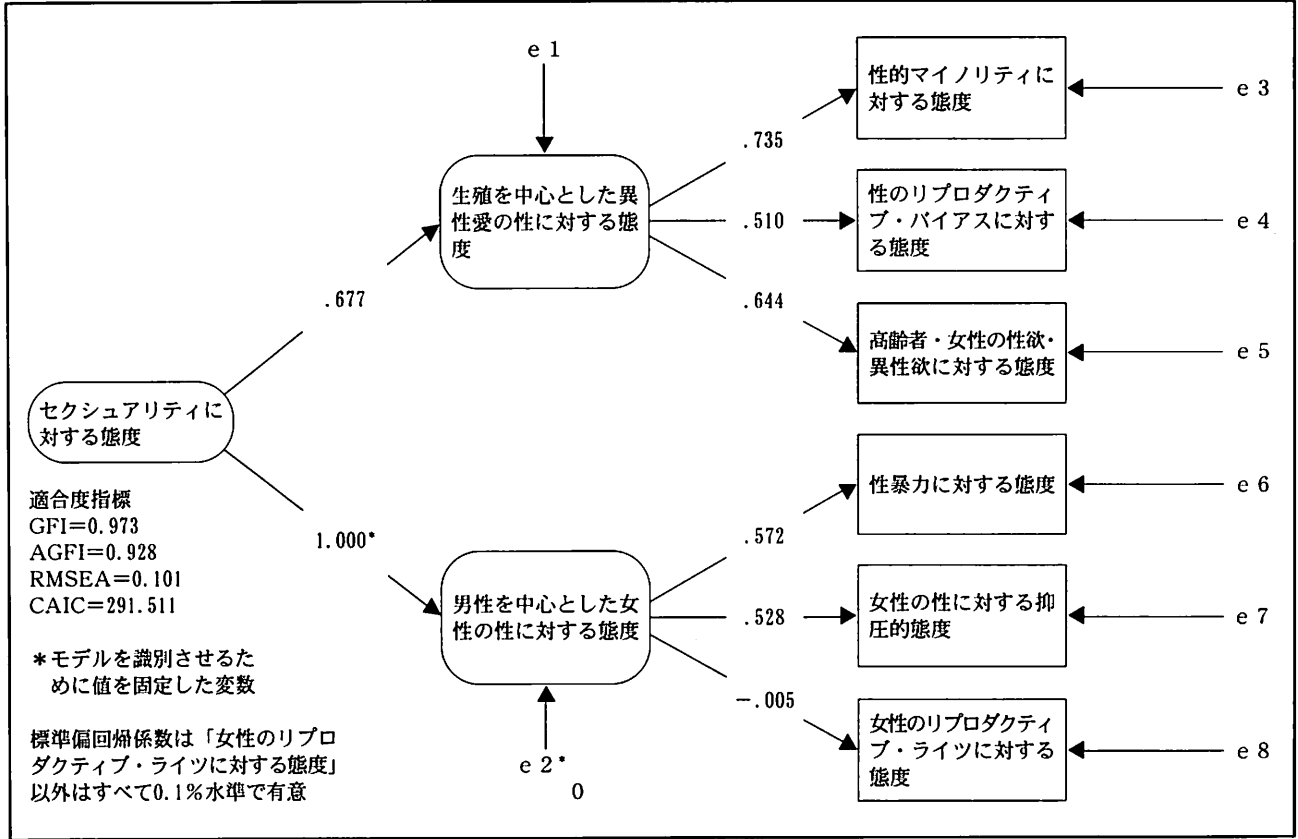 e 1
性的マイノリティに
対する態度
e 3
.735
生殖を中心とした異
性愛の性に対する態
度
.510
性のリプロダクティ
ブ・バイアスに対す
る態度
e 4
.677
.644
高齢者・女性の性欲・
異性欲に対する態度
e 5
セクシュアリティに
対する態度
適合度指標
GFI=0.973
AGFI=0.928
RMSEA=0.101
CAIC=291.511
1.000*
.572
性暴力に対する態度
e 6
男性を中心とした女
性の性に対する態度
.528
女性の性に対する抑
圧的態度
e 7
*モデルを識別させるた
めに値を固定した変数
-.005
女性のリプロダクティ
ブ・ライツに対する
態度
e 8
標準偏回帰係数は「女性のリプロ
ダクティブ・ライツに対する態度」
以外はすべて0.1%水準で有意
e 2*
0